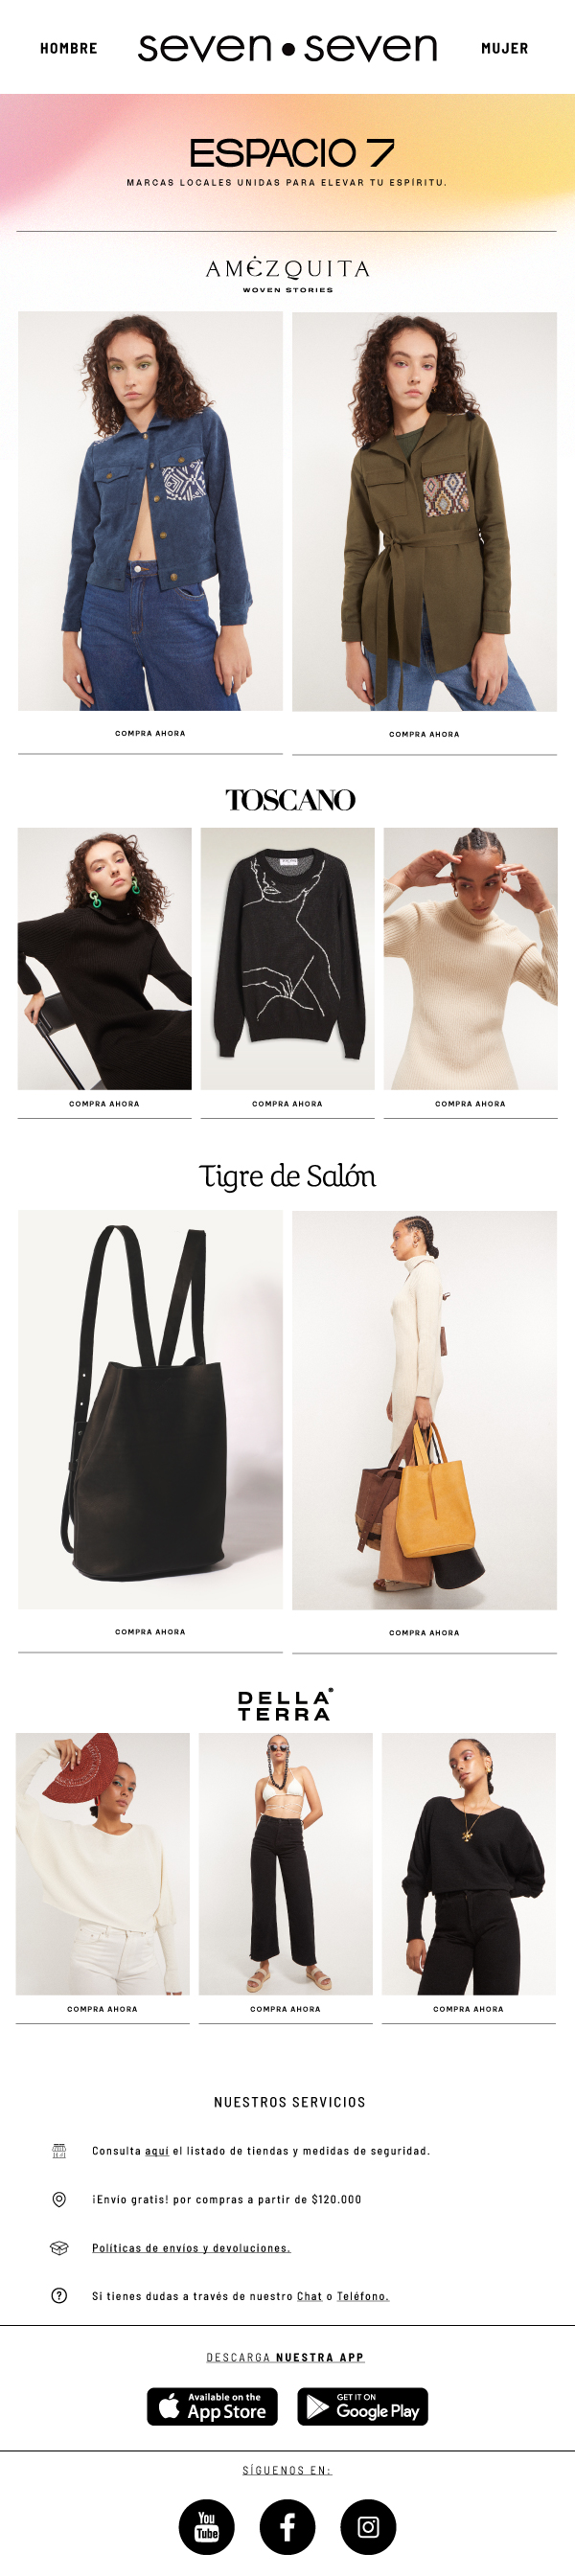 HOMBRE
seven • seven
MUJER
ESPACIO 7
MARCAS LOCALES UNIDAS PARA ELEVAR TU ESPÍRITU.
AMÉZQUITA
WOVEN STORIES
COMPRA AHORA
COMPRA AHORA
TOSCANO
COMPRA AHORA
COMPRA AHORA
COMPRA AHORA
Tigre de Salón
COMPRA AHORA
COMPRA AHORA
DELLA
TERRA®
COMPRA AHORA
COMPRA AHORA
COMPRA AHORA
NUESTROS SERVICIOS
Consulta aquí el listado de tiendas y medidas de seguridad.
¡Envío gratis! por compras a partir de $120.000
Políticas de envíos y devoluciones.
?
Si tienes dudas a través de nuestro Chat o Teléfono.
DESCARGA NUESTRA APP
Available on the
App Store
GET IT ON
Google Play
SÍGUENOS EN:
You
Tube
f